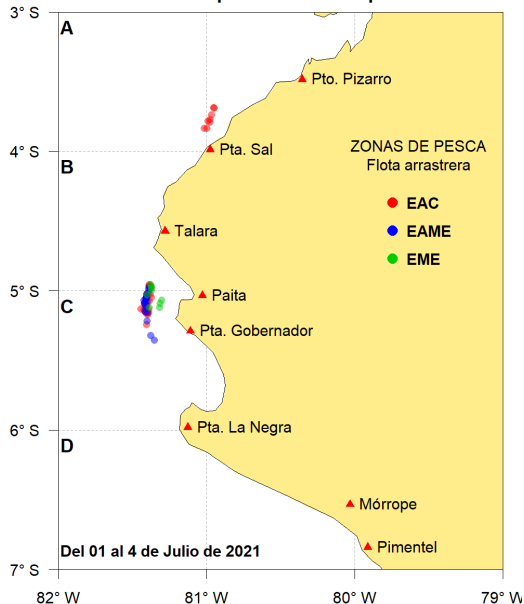 3° S
A
Pto. Pizarro
4° S
Pta. Sal
ZONAS DE PESCA
Flota arrastrera
B
EAC
Talara
EAME
EME
5° S
Paita
C
Pta. Gobernador
6° S
Pta. La Negra
D
Mórrope
Pimentel
Del 01 al 4 de Julio de 2021
7° S
82° W
81° W
80° W
79° W